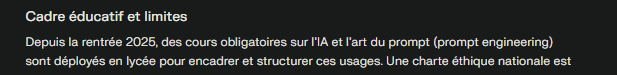 Cadre éducatif et limites
Depuis la rentrée 2025, des cours obligatoires sur l'IA et l'art du prompt (prompt engineering)
sont déployés en lycée pour encadrer et structurer ces usages. Une charte éthique nationale est